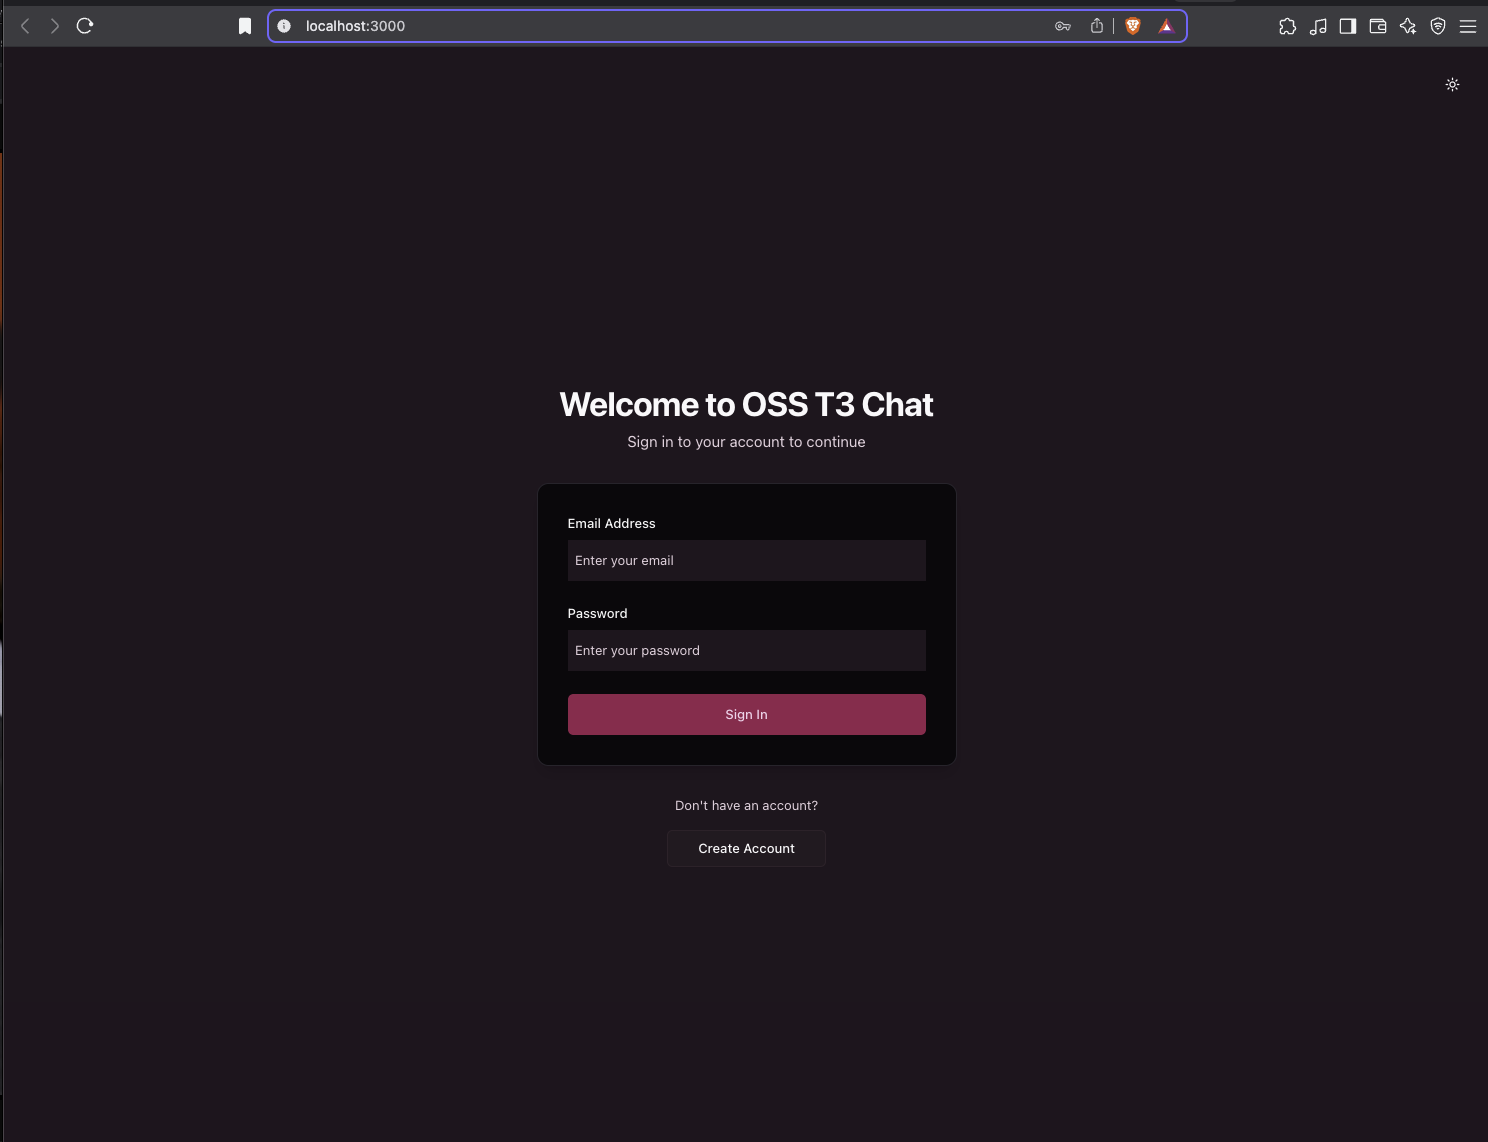 localhost:3000
Welcome to OSS T3 Chat
Sign in to your account to continue
Email Address
Enter your email
Password
Enter your password
Sign In
Don't have an account?
Create Account